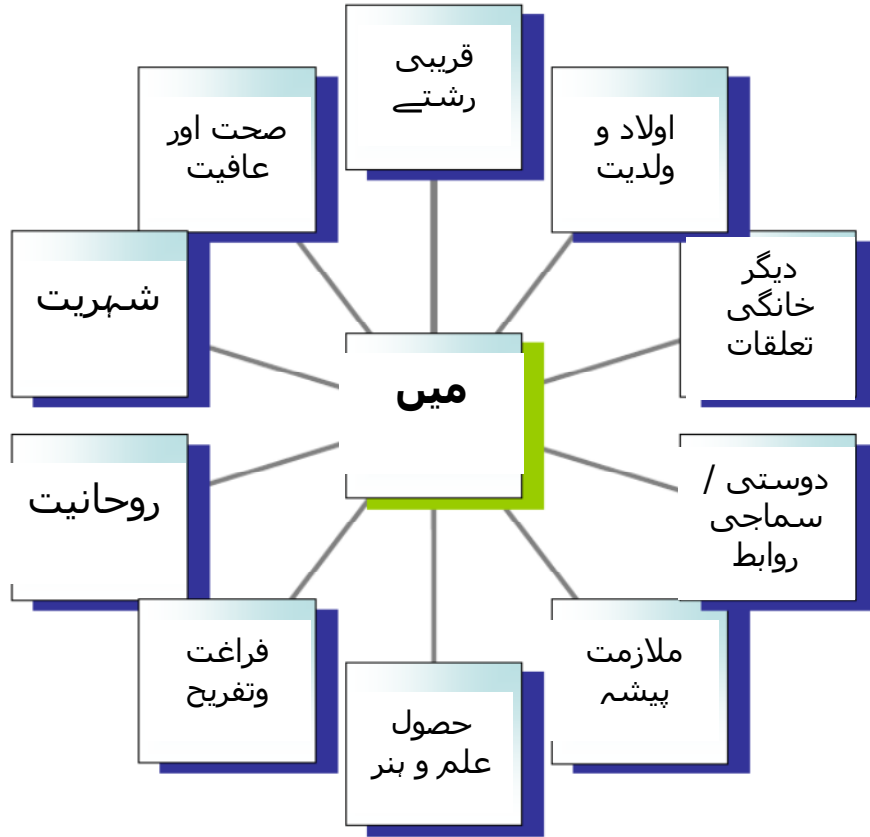 قریبی
رشتے
اولاد و
ولدیت
دیگر
خانگی
تعلقات
دوستی /
سماجی
روابط
ملازمت
پیشہ
حصول
علم و ہنر
فراغت
وتفریح
روحانیت
شہریت
صحت اور
عافیت
میں